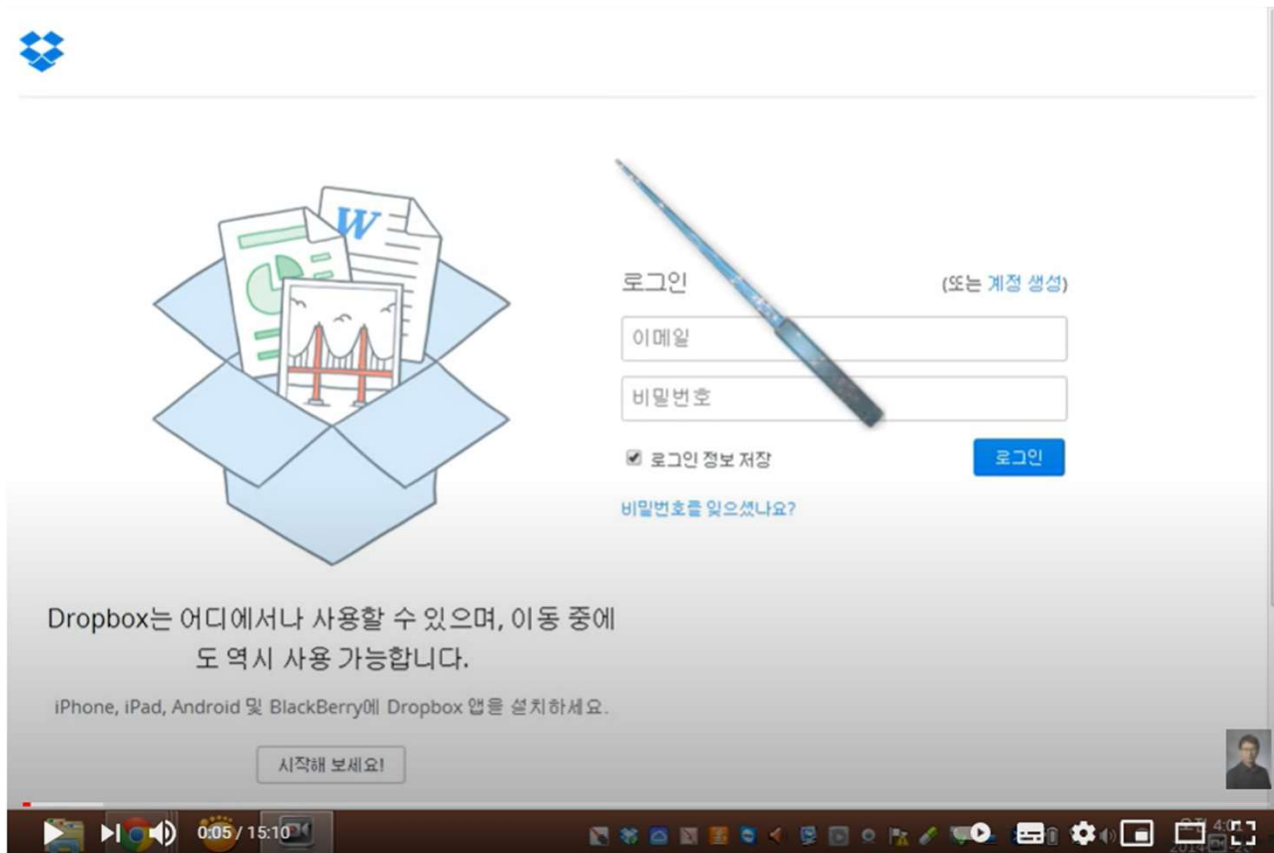 W
로그인
(또는 계정 생성)
이메일
비밀번호
로그인 정보 저장
로그인
비밀번호를 잊으셨나요?
Dropbox는 어디에서나 사용할 수 있으며, 이동 중에
도 역시 사용 가능합니다.
iPhone, iPad, Android 및 BlackBerry에 Dropbox 앱을 설치하세요.
시작해 보세요!
0:05 / 15:10